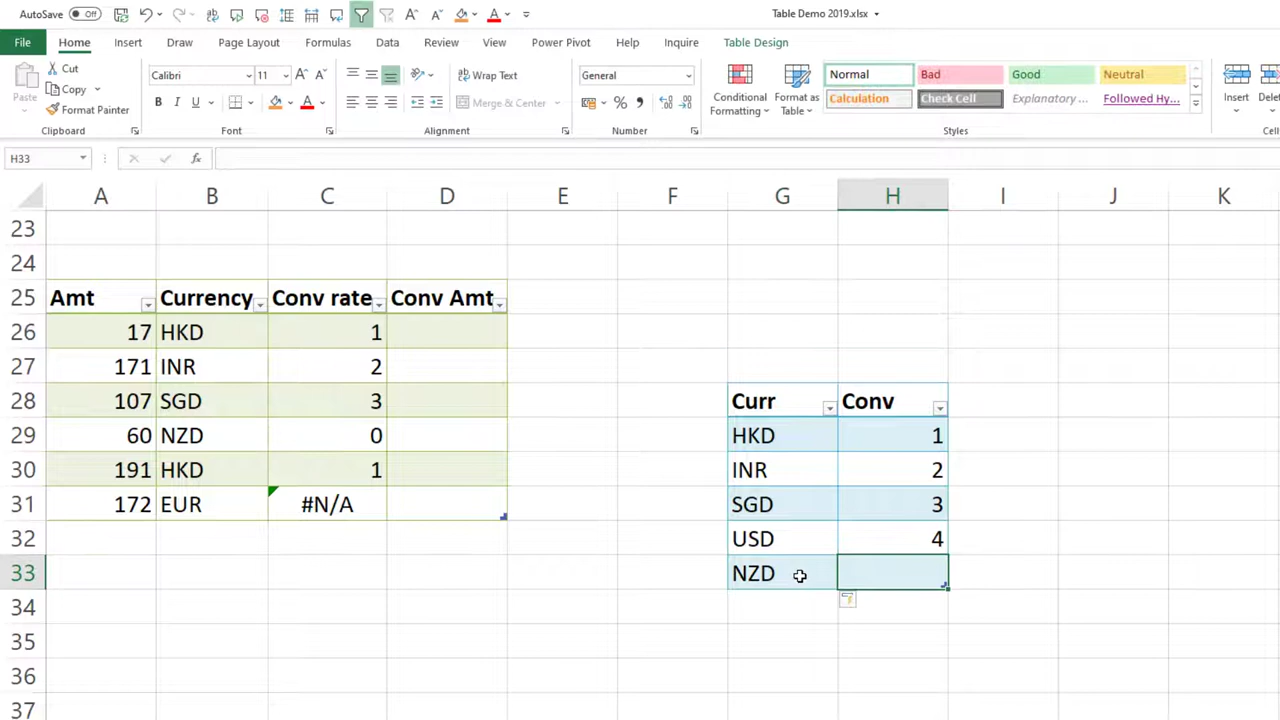 AutoSave Off Table Demo 2019.xlsx
File Home Insert Draw Page Layout Formulas Data Review View Power Pivot Help Inquire Table Design
Paste
Cut
Copy
Format Painter
Clipboard
Calibri 11
B I U
Font
Wrap Text
Merge & Center
Alignment
General
Number
Conditional Formatting
Format as Table
Normal Bad Good Neutral
Calculation Check Cell Explanatory ... Followed Hy...
Styles
Insert
H33
fx
A B C D E F G H I J K
23
24
25 Amt Currency Conv rate Conv Amt
26 17 HKD 1
27 171 INR 2
28 107 SGD 3 Curr Conv
29 60 NZD 0 HKD 1
30 191 HKD 1 INR 2
31 172 EUR #N/A SGD 3
32 USD 4
33 NZD
34
35
36
37